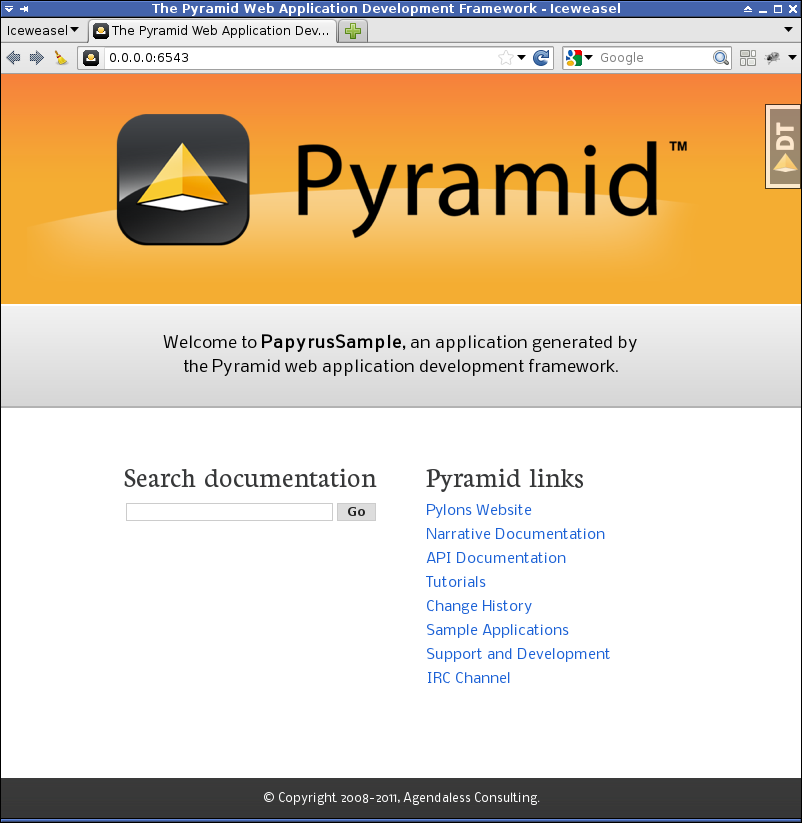 The Pyramid Web Application Development Framework - Iceweasel
Iceweasel
The Pyramid Web Application Dev...
0.0.0.0:6543
Google
Pyramid™
DT
Welcome to PapyrusSample, an application generated by
the Pyramid web application development framework.
Search documentation
Go
Pyramid links
Pylons Website
Narrative Documentation
API Documentation
Tutorials
Change History
Sample Applications
Support and Development
IRC Channel
© Copyright 2008-2011, Agendaless Consulting.